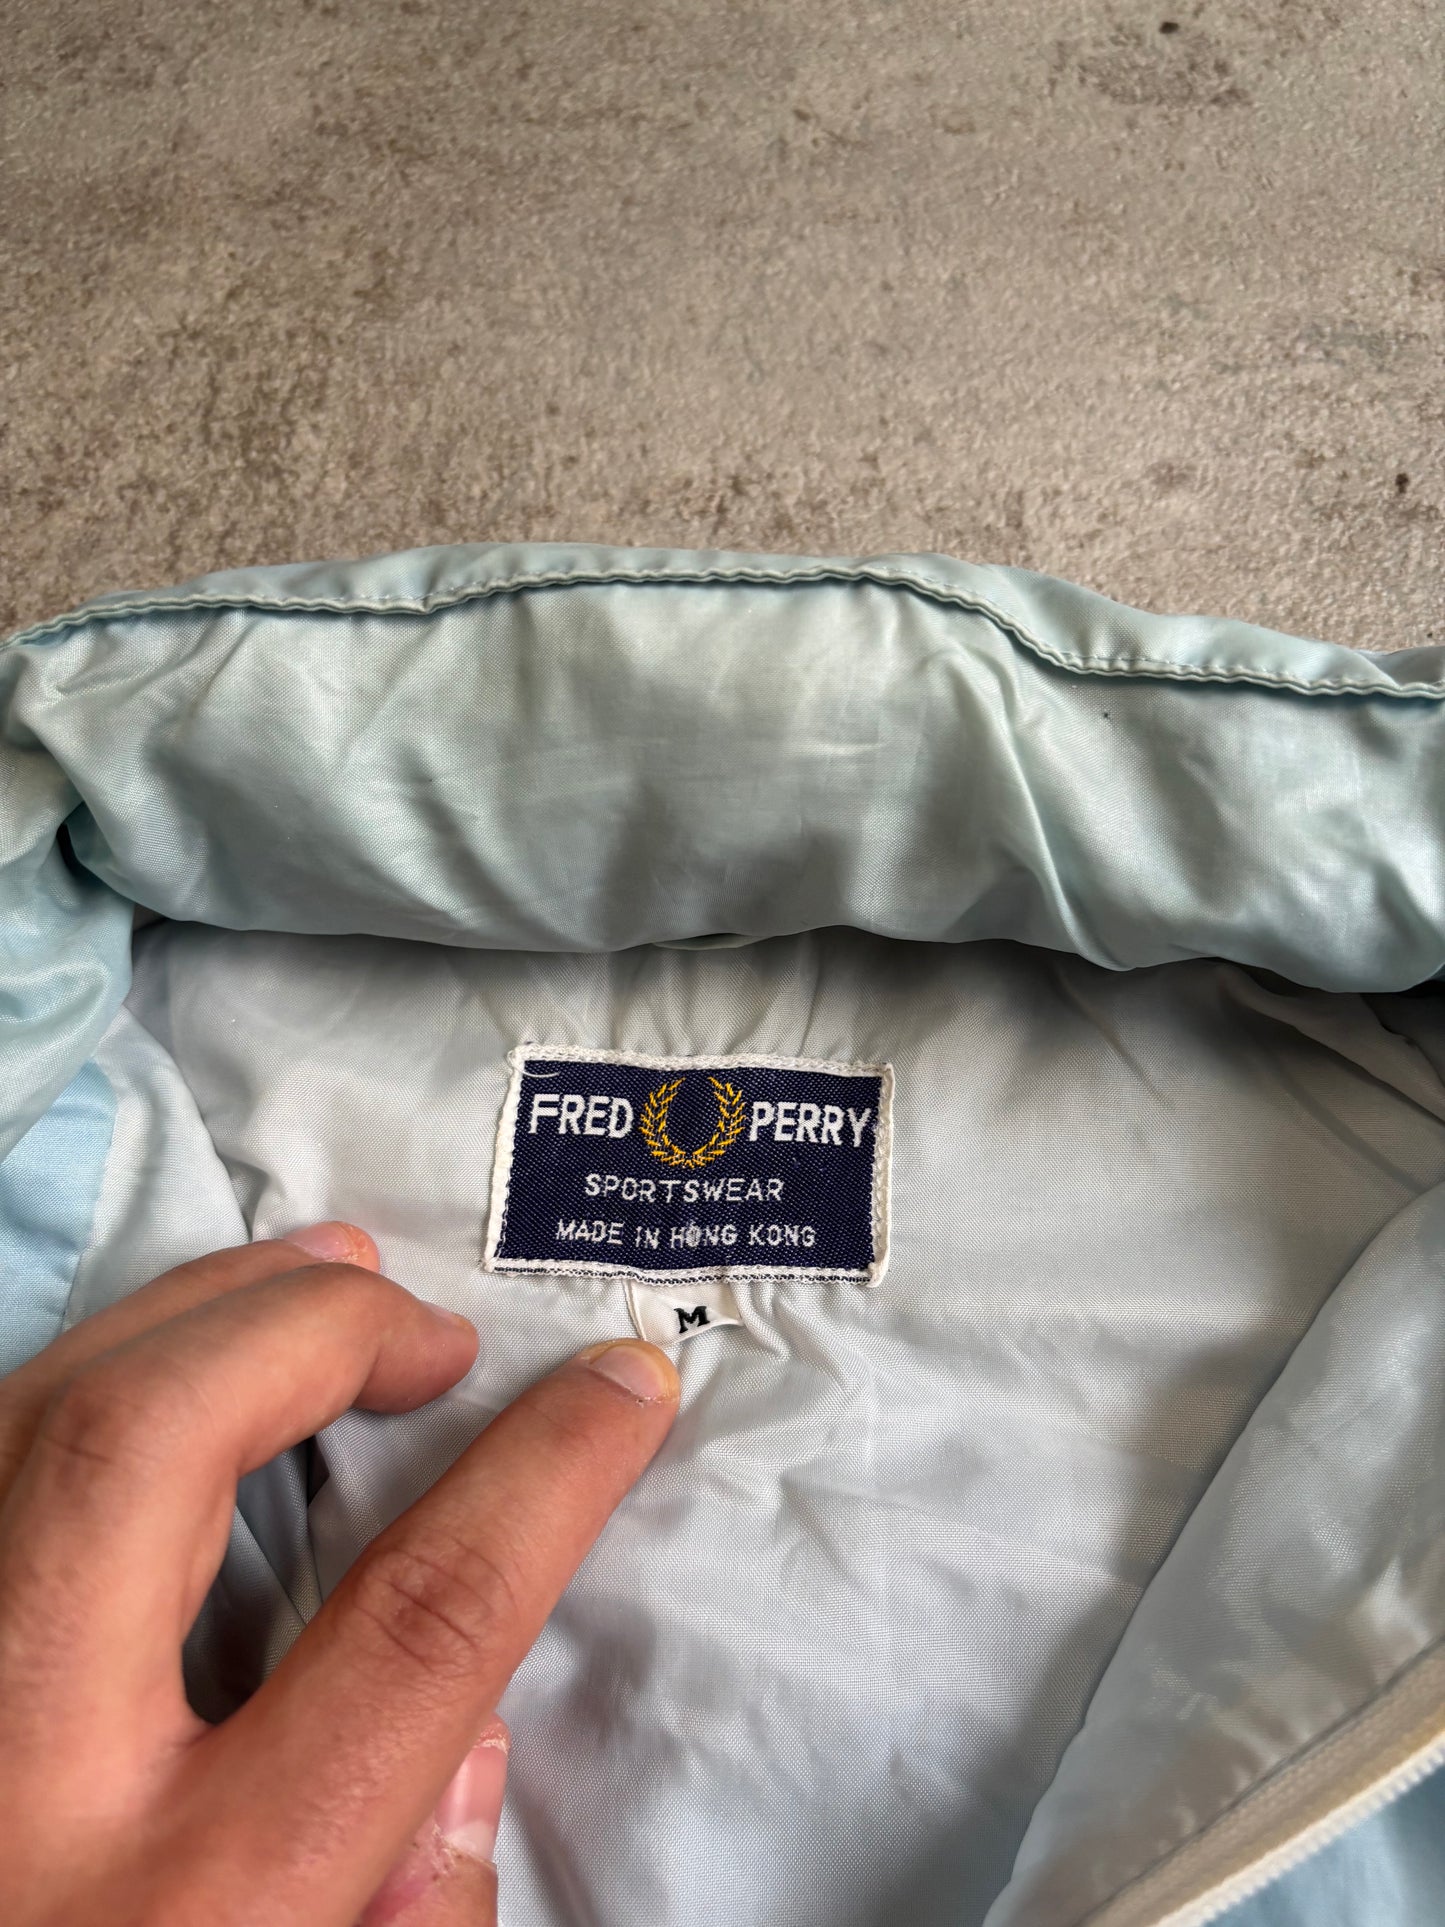 FRED PERRY
SPORTSWEAR
MADE IN HONG KONG
M